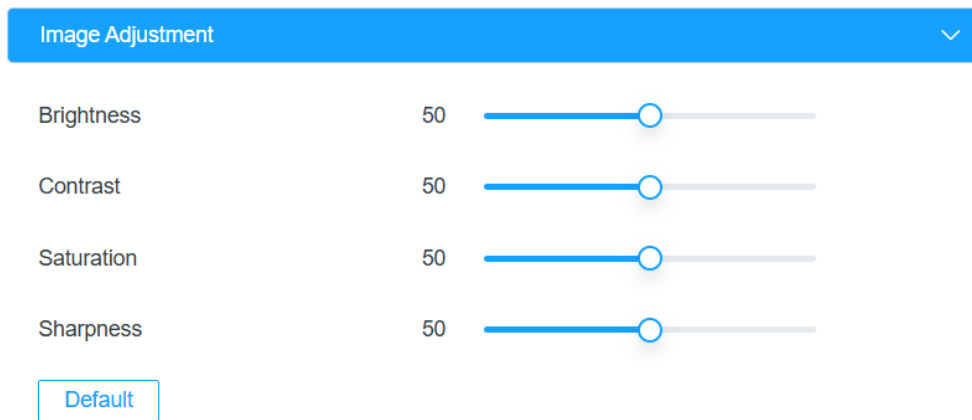 Image Adjustment
Brightness 50
Contrast 50
Saturation 50
Sharpness 50
Default